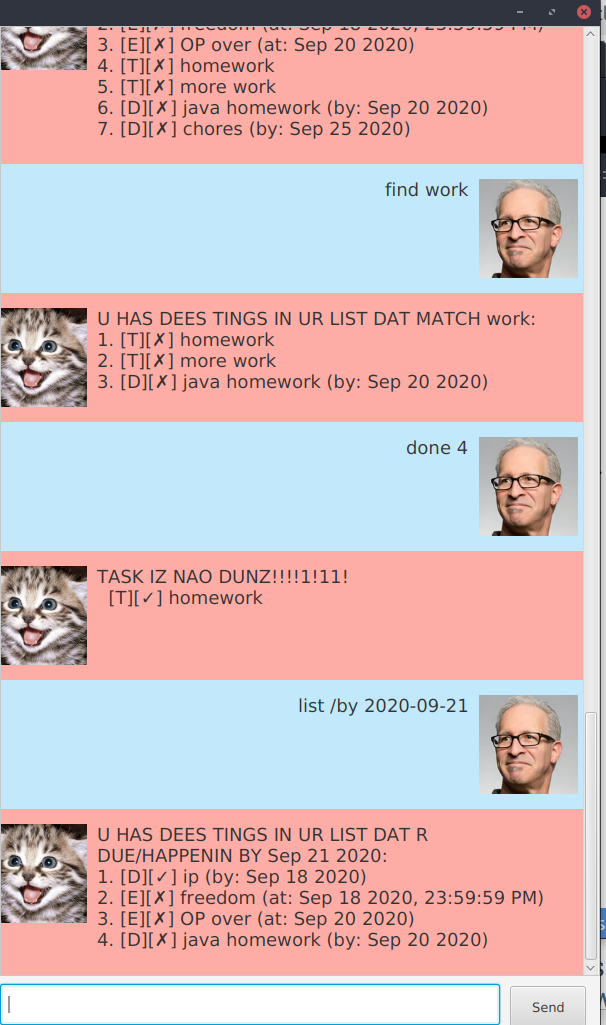 2. [E][✗] freedom (at: Sep 18 2020, 23:59:59 PM)
3. [E][✗] OP over (at: Sep 20 2020)
4. [T][✗] homework
5. [T][✗] more work
6. [D][✗] java homework (by: Sep 20 2020)
7. [D][✗] chores (by: Sep 25 2020)
find work
U HAS DEES TINGS IN UR LIST DAT MATCH work:
1. [T][✗] homework
2. [T][✗] more work
3. [D][✗] java homework (by: Sep 20 2020)
done 4
TASK IZ NAO DUNZ!!!!1!11!
[T][✓] homework
list /by 2020-09-21
U HAS DEES TINGS IN UR LIST DAT R
DUE/HAPPENIN BY Sep 21 2020:
1. [D][✓] ip (by: Sep 18 2020)
2. [E][✗] freedom (at: Sep 18 2020, 23:59:59 PM)
3. [E][✗] OP over (at: Sep 20 2020)
4. [D][✗] java homework (by: Sep 20 2020)
Send